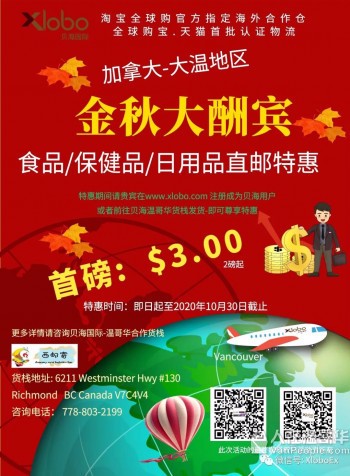 Xlobo
贝海国际
淘宝全球购官方指定海外合作仓
全球购宝.天猫首批认证物流
加拿大-大温地区
金秋大酬宾
食品/保健品/日用品直邮特惠
特惠期间请贵宾在www.xlobo.com 注册成为贝海用户
或者前往贝海温哥华货栈发货-即可尊享特惠
首磅：$3.00
2磅起
特惠时间：即日起至2020年10月30日截止
更多详情请咨询贝海国际-温哥华合作货栈
西邮寄
Xlobo
Vancouver
货栈地址: 6211 Westminster Hwy #130
Richmond BC Canada V7C4V4
咨询电话： 778-803-2199
微信号: XloboEx